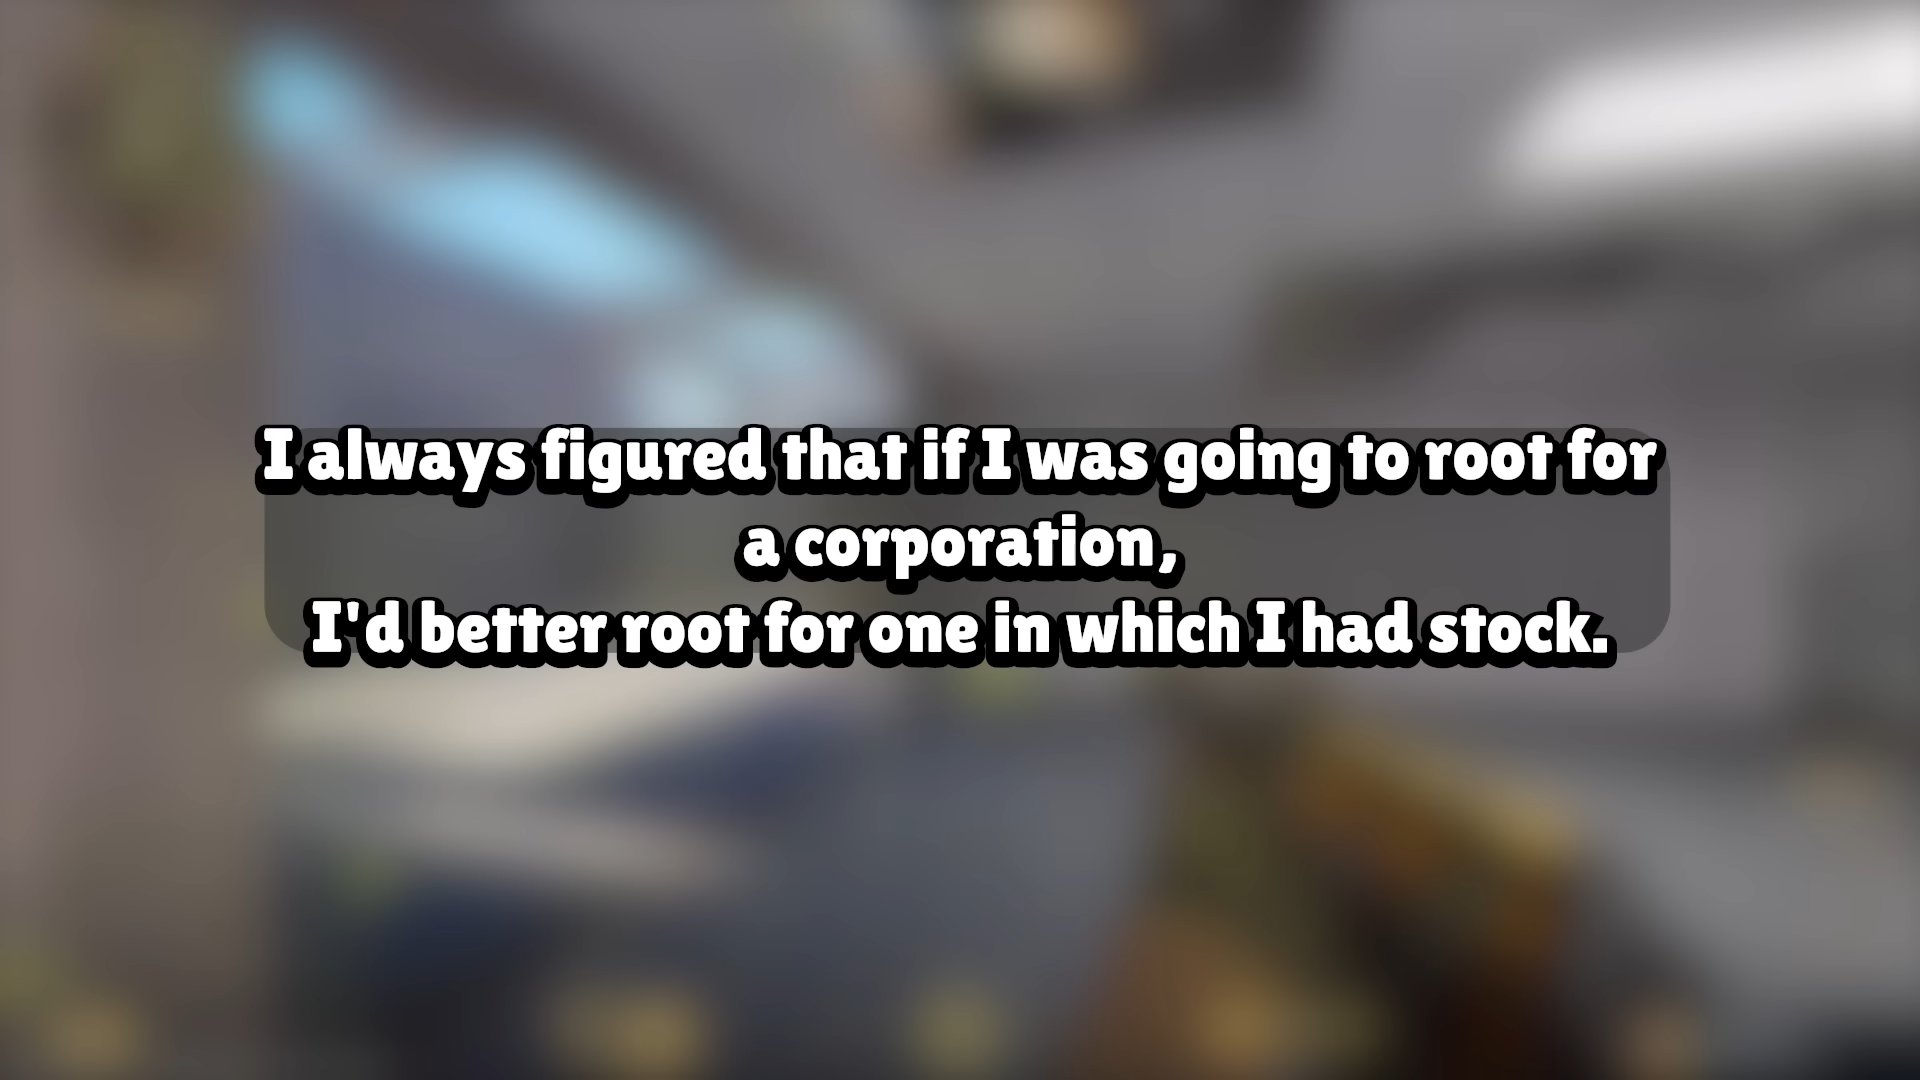 I always figured that if I was going to root for
a corporation,
I'd better root for one in which I had stock.